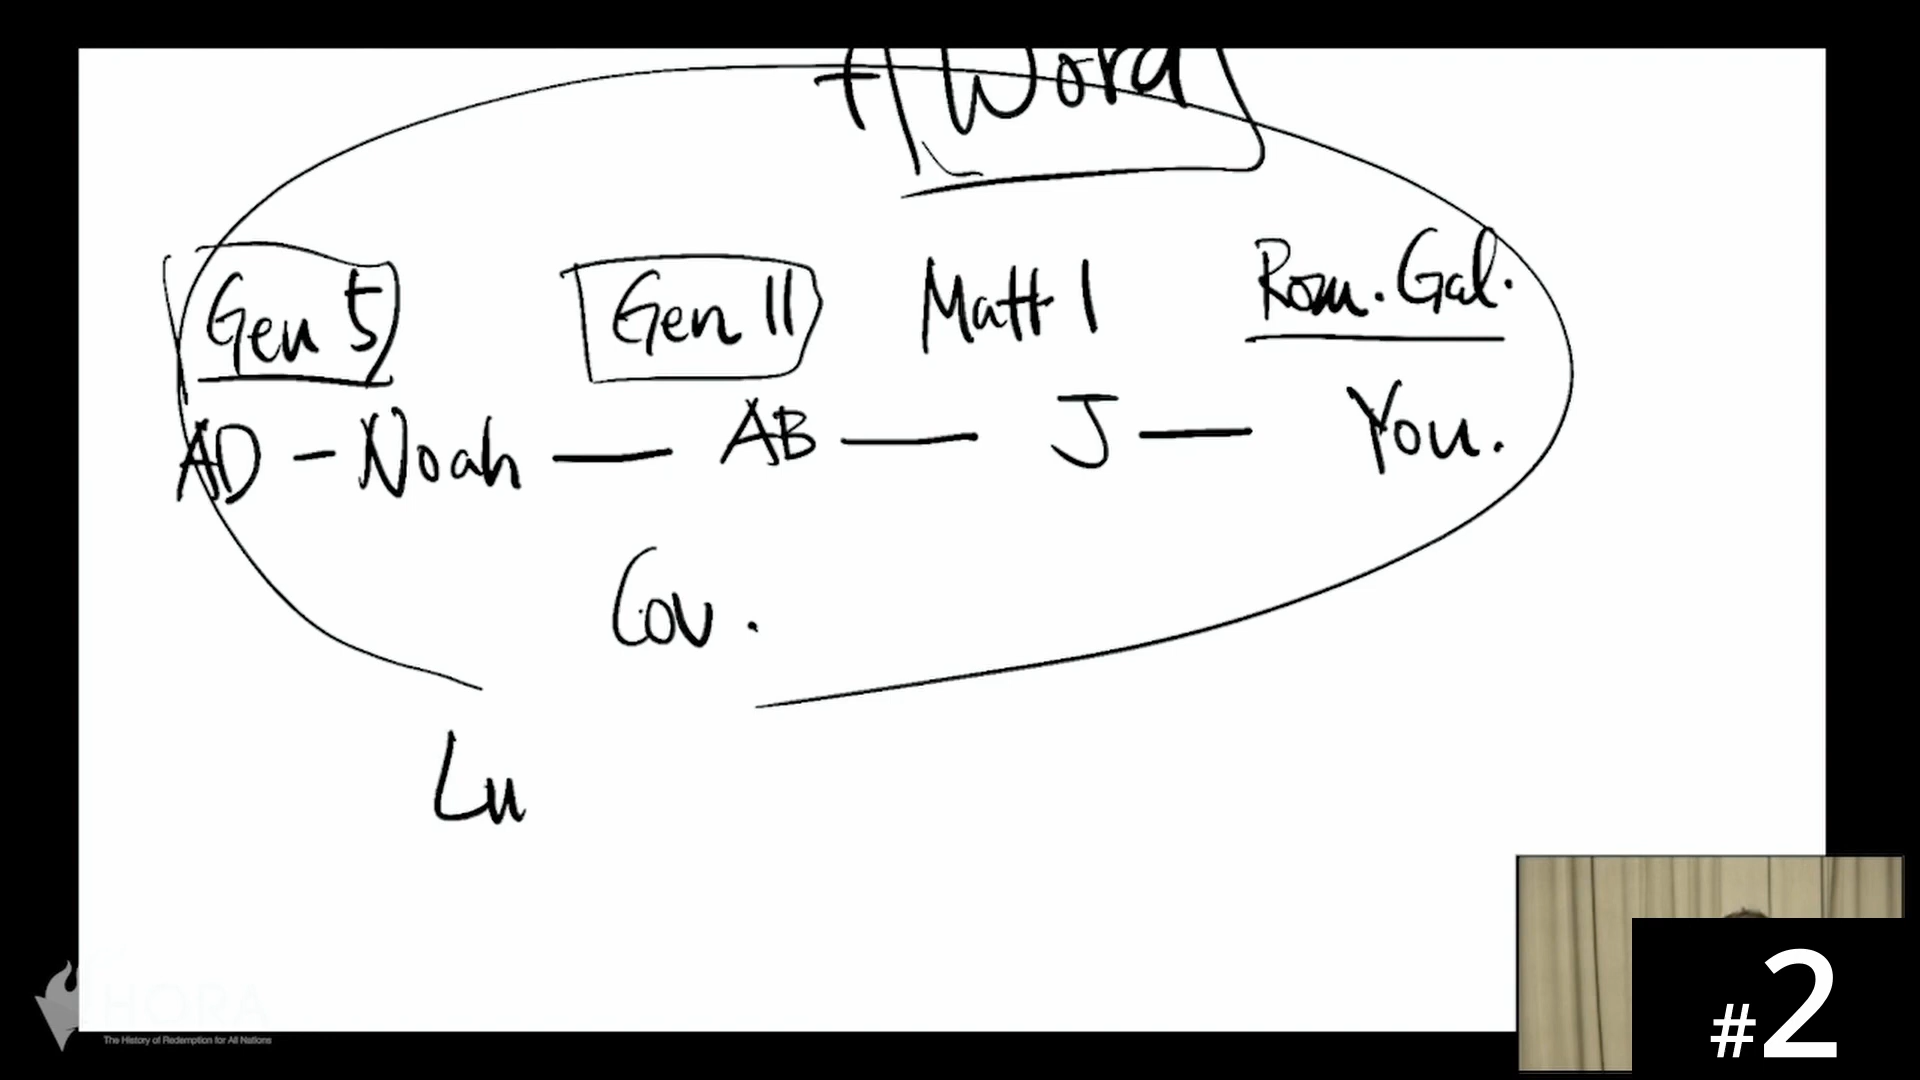 + Word
Gen 5 Gen 11 Matt 1 Rom. Gal.
AD - Noah — AB — J — You.
Cov.
Lu
HORA
The History of Redemption for All Nations
#2